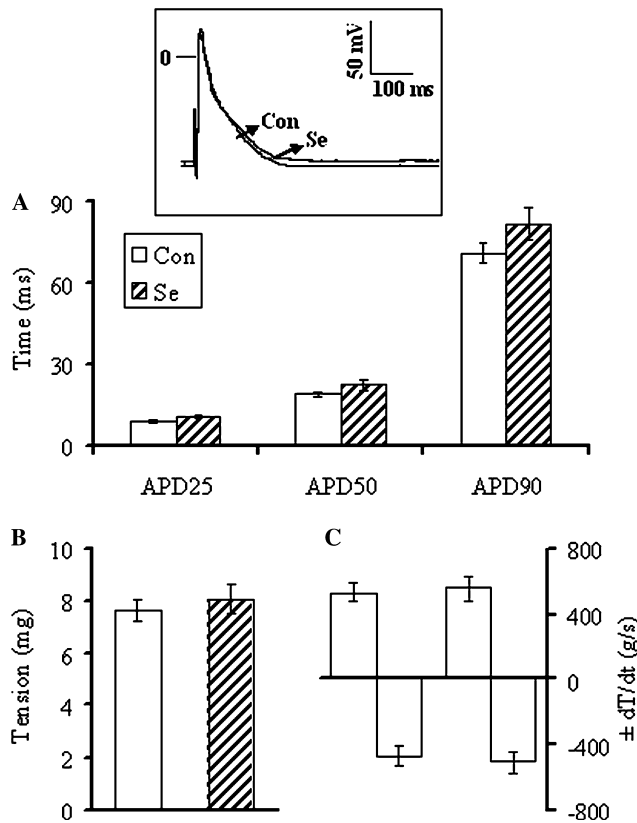 0
50 mV
100 ms
Con
Se
A
90
60
30
0
Time (ms)
Con
Se
APD25 APD50 APD90
B
10
8
6
4
2
0
Tension (mg)
C
800
400
0
-400
-800
± dT/dt (g/s)